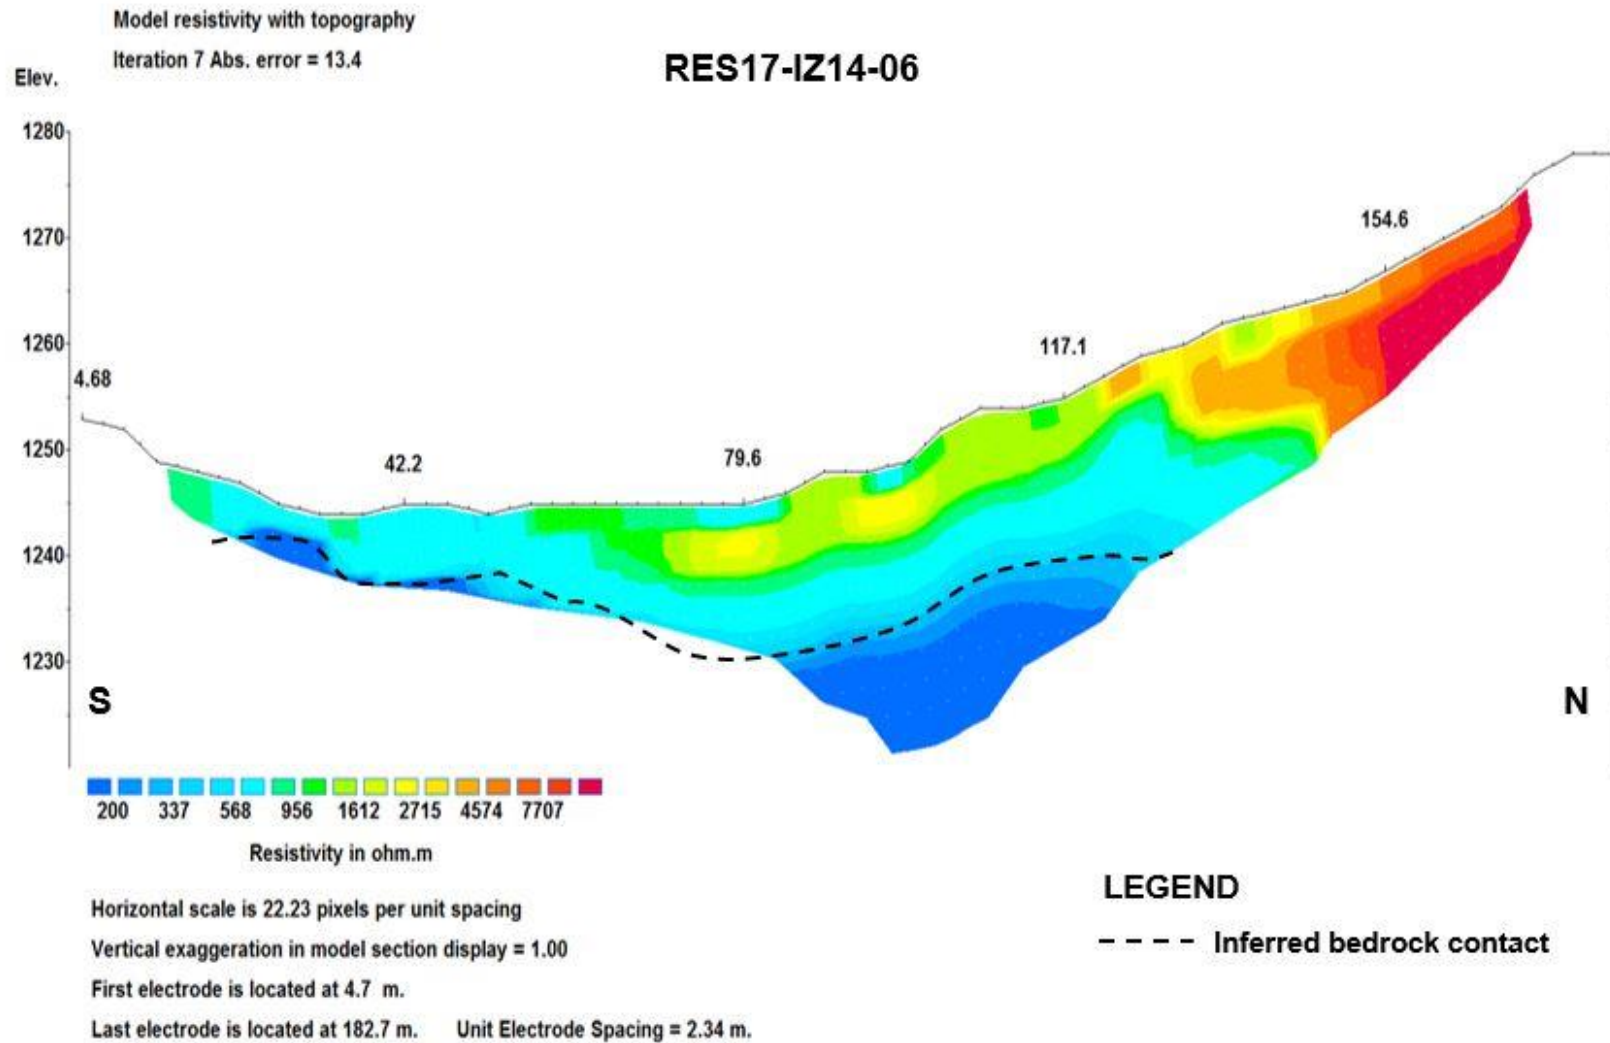 Model resistivity with topography
Iteration 7 Abs. error = 13.4
RES17-IZ14-06
Elev.
1280
1270
1260
1250
1240
1230
4.68
42.2
79.6
117.1
154.6
S
N
200 337 568 956 1612 2715 4574 7707
Resistivity in ohm.m
Horizontal scale is 22.23 pixels per unit spacing
Vertical exaggeration in model section display = 1.00
First electrode is located at 4.7 m.
Last electrode is located at 182.7 m. Unit Electrode Spacing = 2.34 m.
LEGEND
Inferred bedrock contact